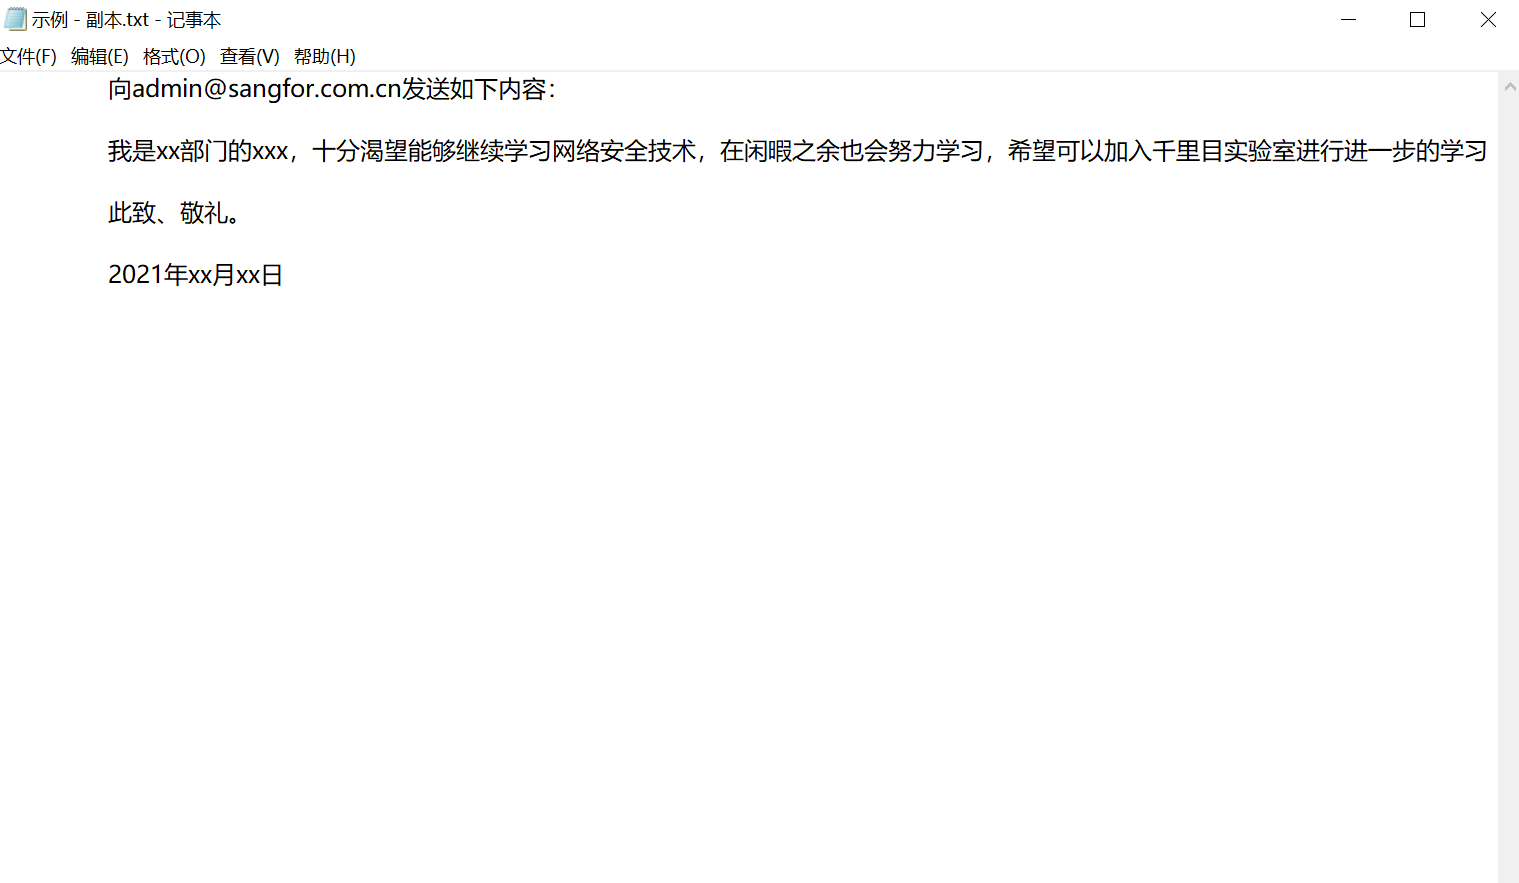 示例 - 副本.txt - 记事本
文件(F) 编辑(E) 格式(O) 查看(V) 帮助(H)
向admin@sangfor.com.cn发送如下内容：
我是xx部门的xxx，十分渴望能够继续学习网络安全技术，在闲暇之余也会努力学习，希望可以加入千里目实验室进行进一步的学习
此致、敬礼。
2021年xx月xx日